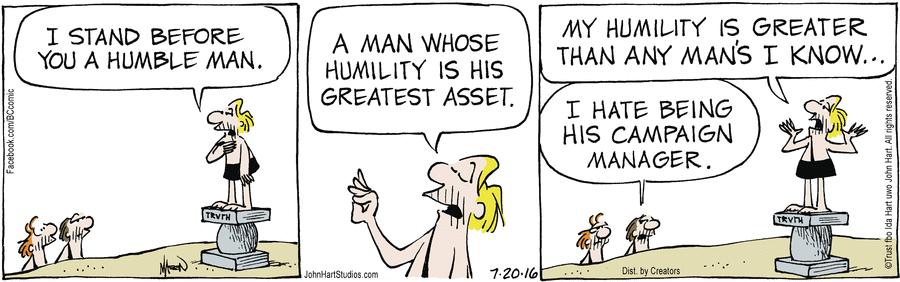 I STAND BEFORE
YOU A HUMBLE MAN.
Facebook.com/BCcomic
TRUTH
A MAN WHOSE
HUMILITY IS HIS
GREATEST ASSET.
JohnHartStudios.com
7·20·16
MY HUMILITY IS GREATER
THAN ANY MAN'S I KNOW...
I HATE BEING
HIS CAMPAIGN
MANAGER.
TRUTH
Dist. by Creators
©Trust fbo Ida Hart uwo John Hart. All rights reserved.